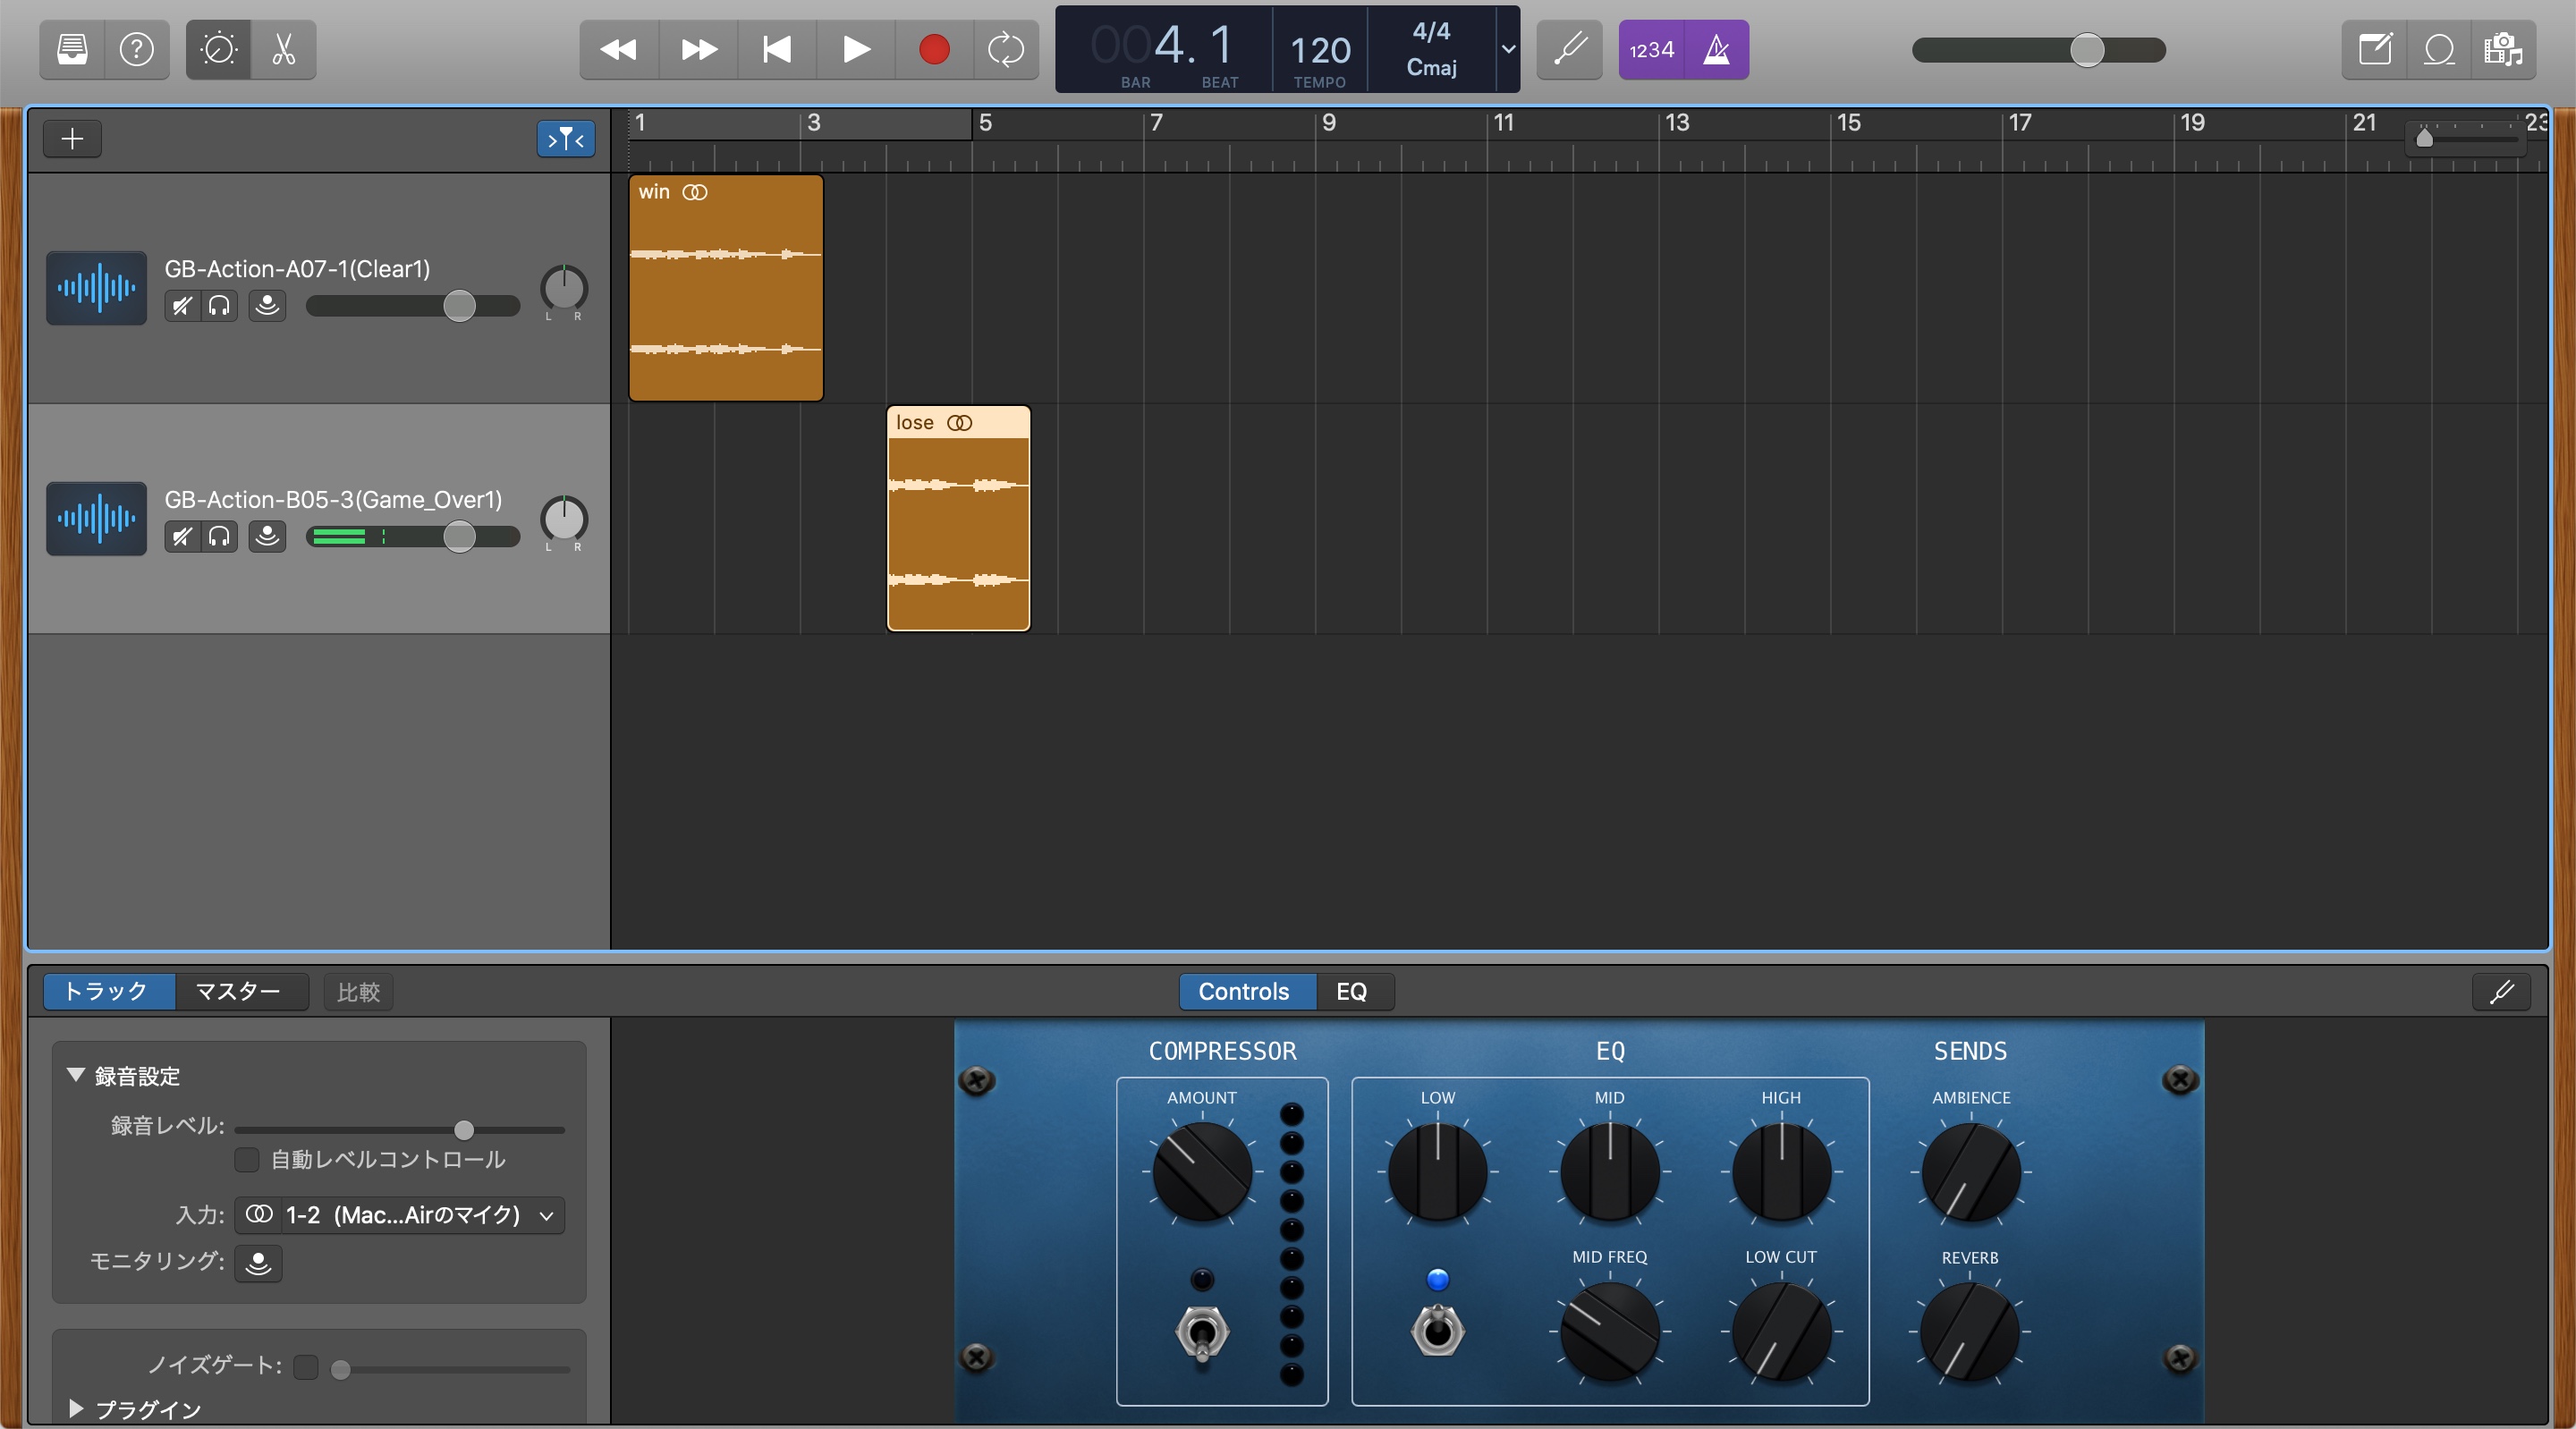 004. 1
BAR
BEAT
120
TEMPO
4/4
Cmaj
1234
1
3
5
7
9
11
13
15
17
19
21
23
win
GB-Action-A07-1(Clear1)
L R
lose
GB-Action-B05-3(Game_Over1)
L R
トラック
マスター
比較
Controls
EQ
録音設定
録音レベル:
自動レベルコントロール
入力: 1-2 (Mac...Airのマイク)
モニタリング:
ノイズゲート:
プラグイン
COMPRESSOR
EQ
SENDS
AMOUNT
LOW
MID
HIGH
AMBIENCE
MID FREQ
LOW CUT
REVERB